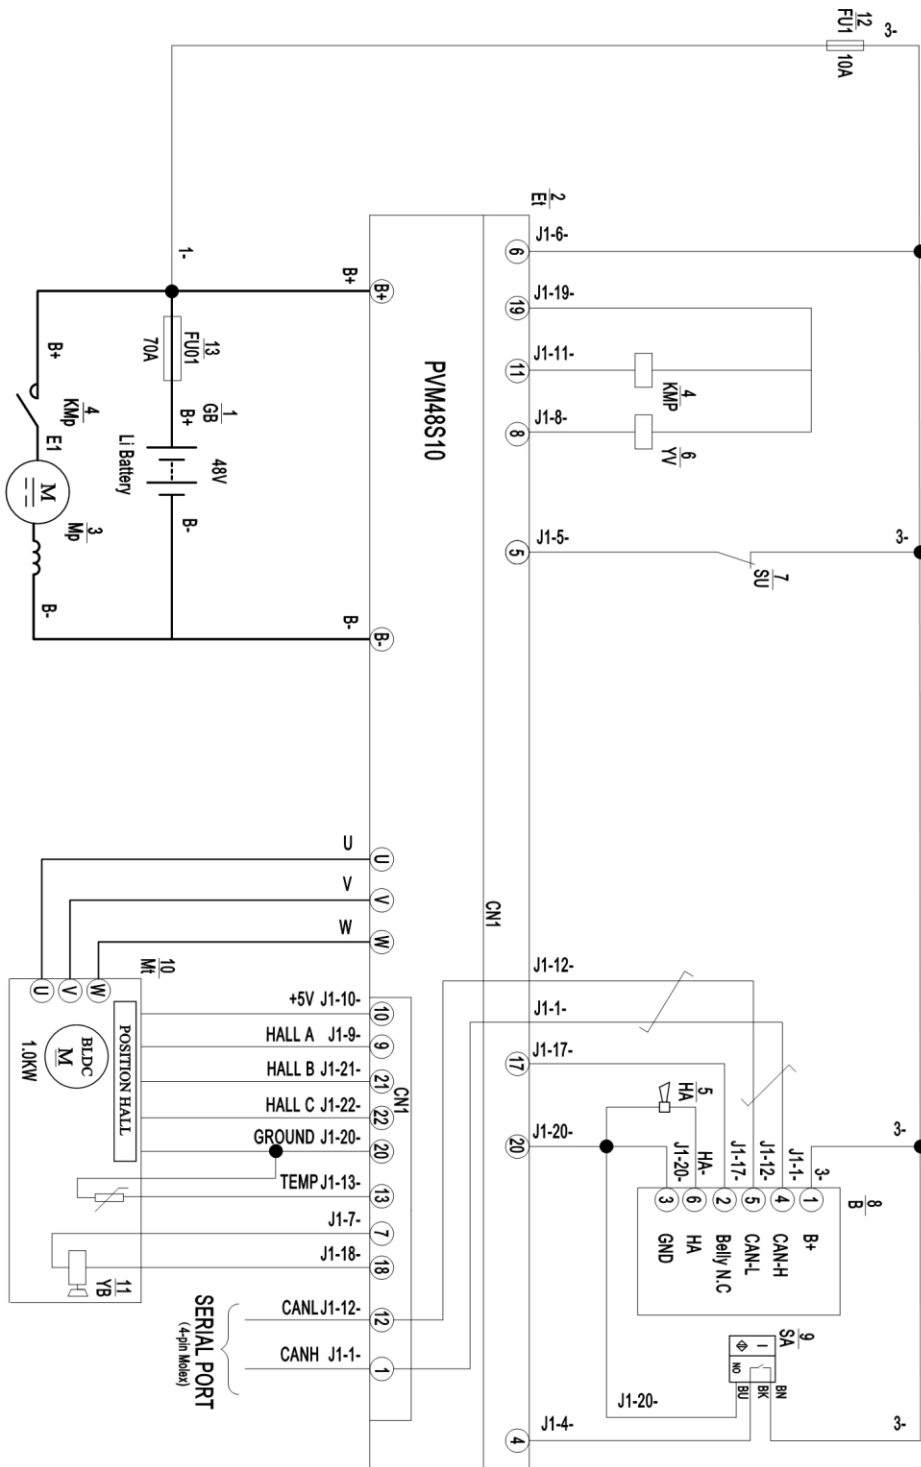 12
FU1
10A
3-
2
Et
J1-6-
6
J1-19-
19
J1-11-
11
4
KMP
J1-8-
8
6
YV
J1-5-
5
7
SU
3-
1-
B+
B+
13
FU01
70A
1
GB
B+
48V
Li Battery
B-
B+
4
KMp
E1
M
3
Mp
B-
B-
B-
PVM48S10
CN1
U
U
V
V
W
W
10
Mt
U
V
W
BLDC
M
1.0KW
POSITION HALL
+5V J1-10-
10
HALL A J1-9-
9
HALL B J1-21-
21
HALL C J1-22-
22
GROUND J1-20-
20
TEMP J1-13-
13
J1-7-
7
J1-18-
18
11
YB
CN1
CANL J1-12-
12
CANH J1-1-
1
SERIAL PORT
(4-pin Molex)
J1-12-
J1-1-
J1-17-
17
5
HA
J1-20-
20
J1-20-
HA-
J1-17-
J1-12-
J1-1-
3-
3-
8
B
3
6
2
5
4
1
GND
HA
Belly N.C
CAN-L
CAN-H
B+
9
SA
I
NO
BU
BK
BN
J1-20-
J1-4-
4
3-